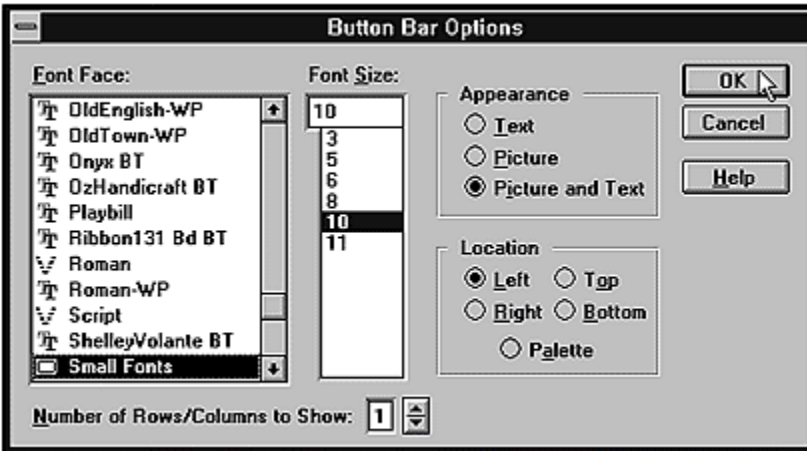 Button Bar Options
Font Face:
OldEnglish-WP
OldTown-WP
Onyx BT
OzHandicraft BT
Playbill
Ribbon131 Bd BT
Roman
Roman-WP
Script
ShelleyVolante BT
Small Fonts
Font Size:
10
3
5
6
8
10
11
Appearance
Text
Picture
Picture and Text
Location
Left Top
Right Bottom
Palette
OK
Cancel
Help
Number of Rows/Columns to Show: 1